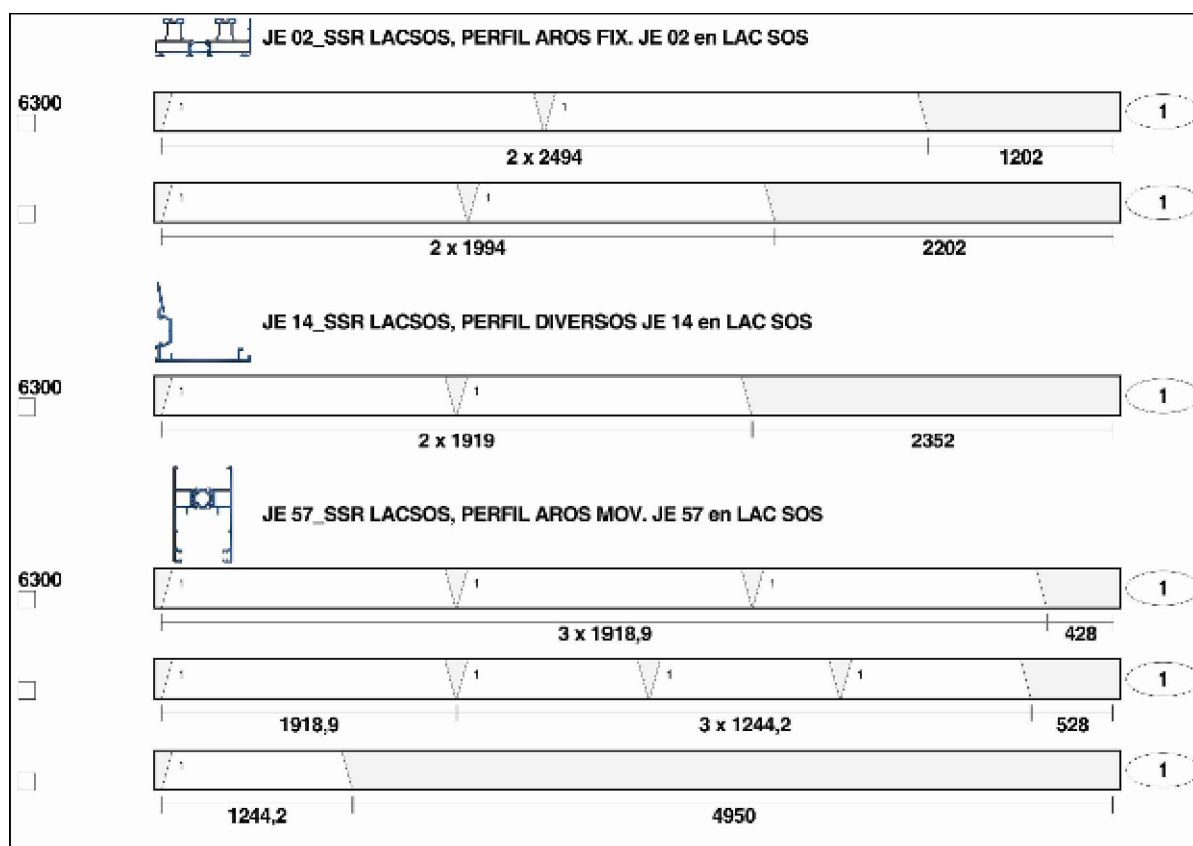 JE 02_SSR LACSOS, PERFIL AROS FIX. JE 02 en LAC SOS
6300
1 1 1
2 x 2494 1202
1 1 1
2 x 1994 2202
JE 14_SSR LACSOS, PERFIL DIVERSOS JE 14 en LAC SOS
6300
1 1 1
2 x 1919 2352
JE 57_SSR LACSOS, PERFIL AROS MOV. JE 57 en LAC SOS
6300
1 1 1 1
3 x 1918,9 428
1 1 1 1 1
1918,9 3 x 1244,2 528
1 1
1244,2 4950